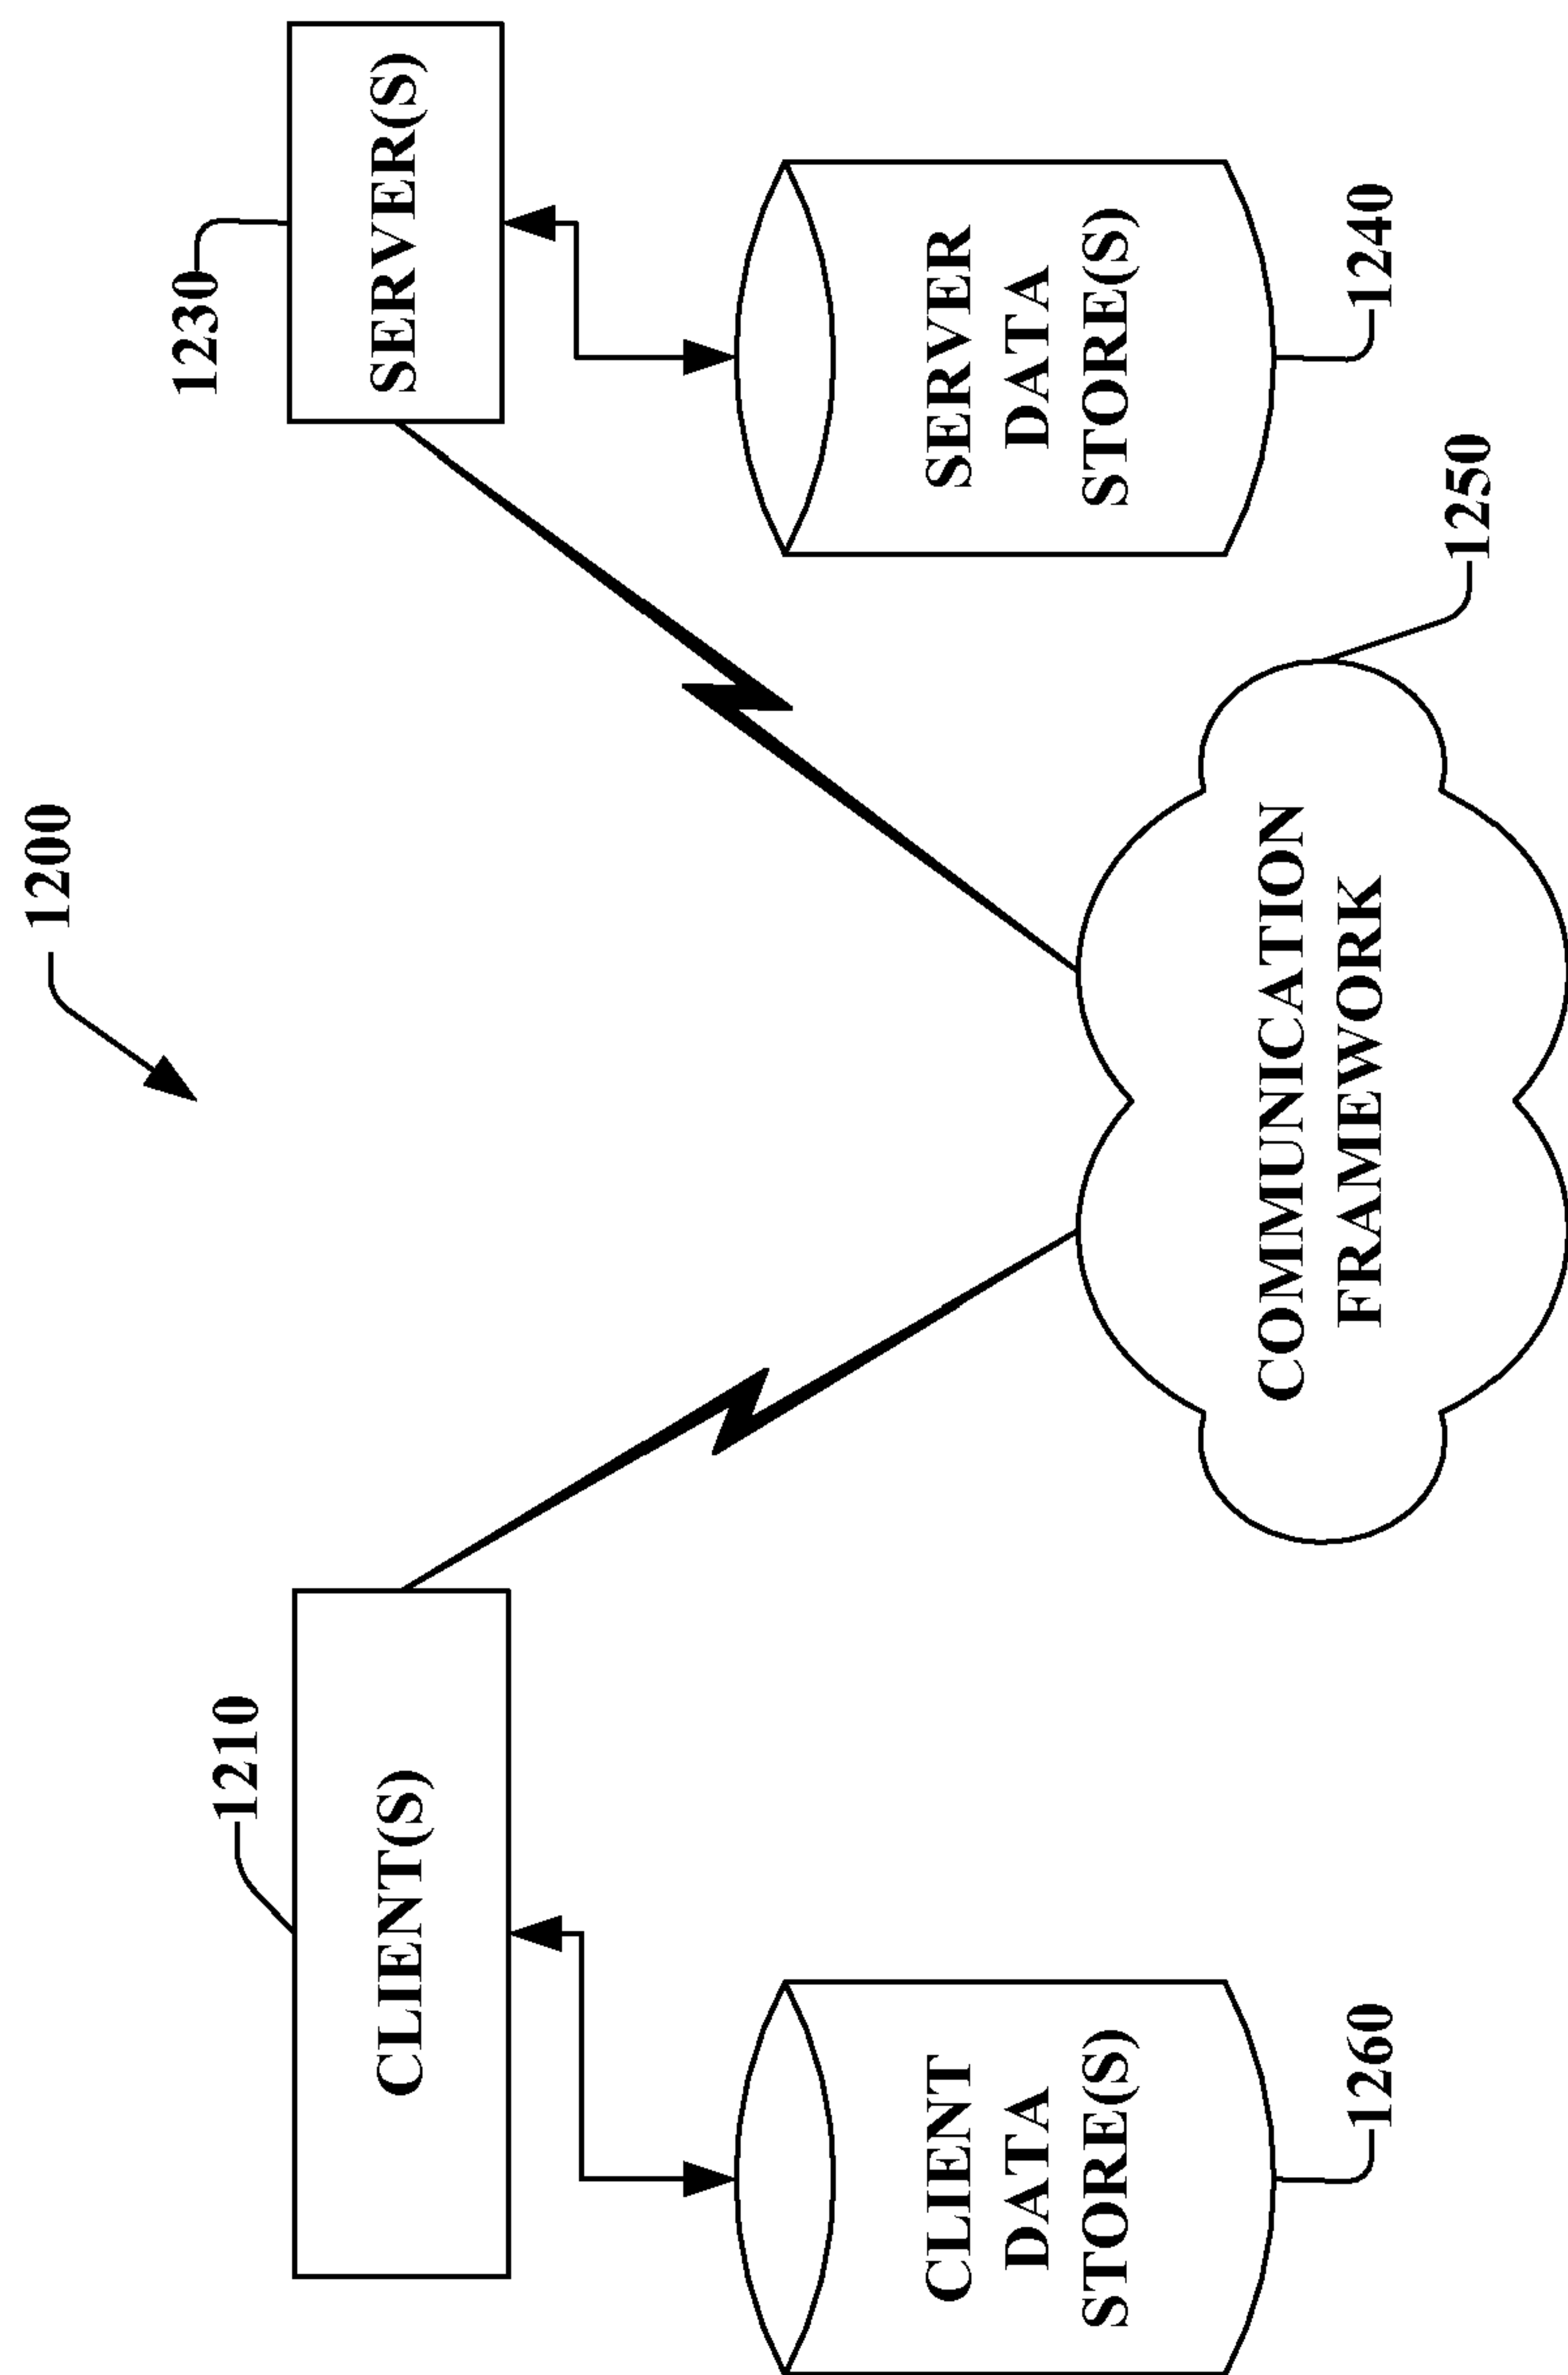 1200
1210
1230
CLIENT(S)
SERVER(S)
CLIENT
DATA
STORE(S)
SERVER
DATA
STORE(S)
COMMUNICATION
FRAMEWORK
1260
1240
1250